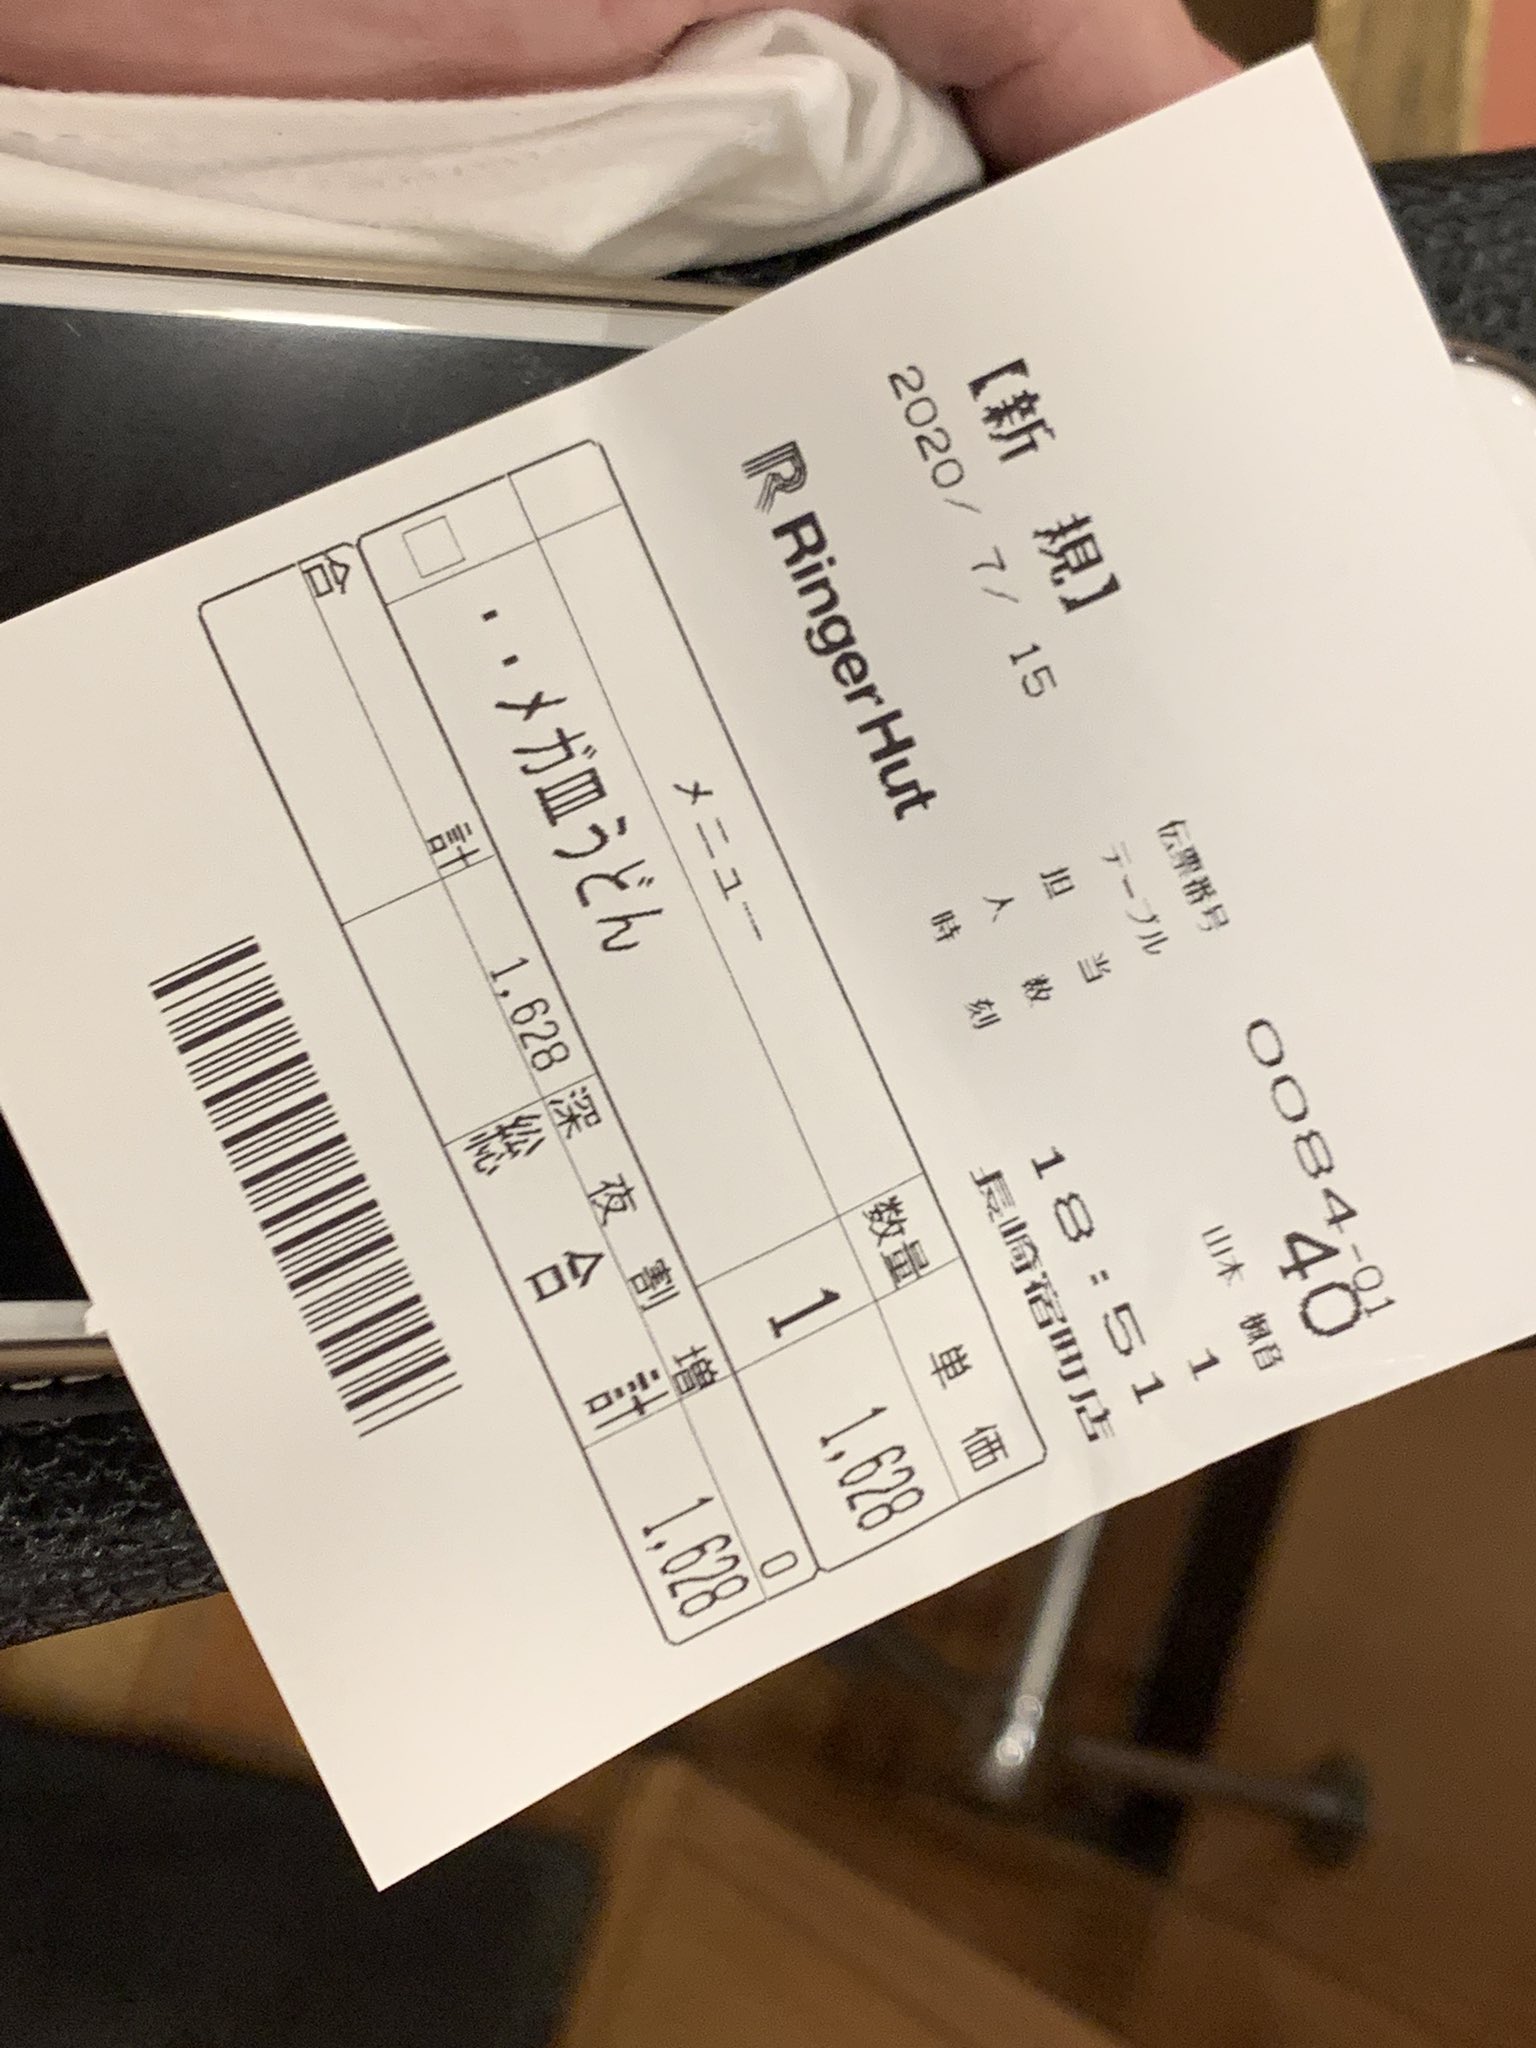 【新 規】
伝票番号 0084-01
テーブル 40
担 当 山本 楓音
人 数 1
2020/ 7/ 15
時 刻 18:51
RingerHut
長崎宿町店
メニュー 数量 単 価
・・メガ皿うどん 1 1,628
合 計 1,628 深 夜 割 増 0
総 合 計 1,628